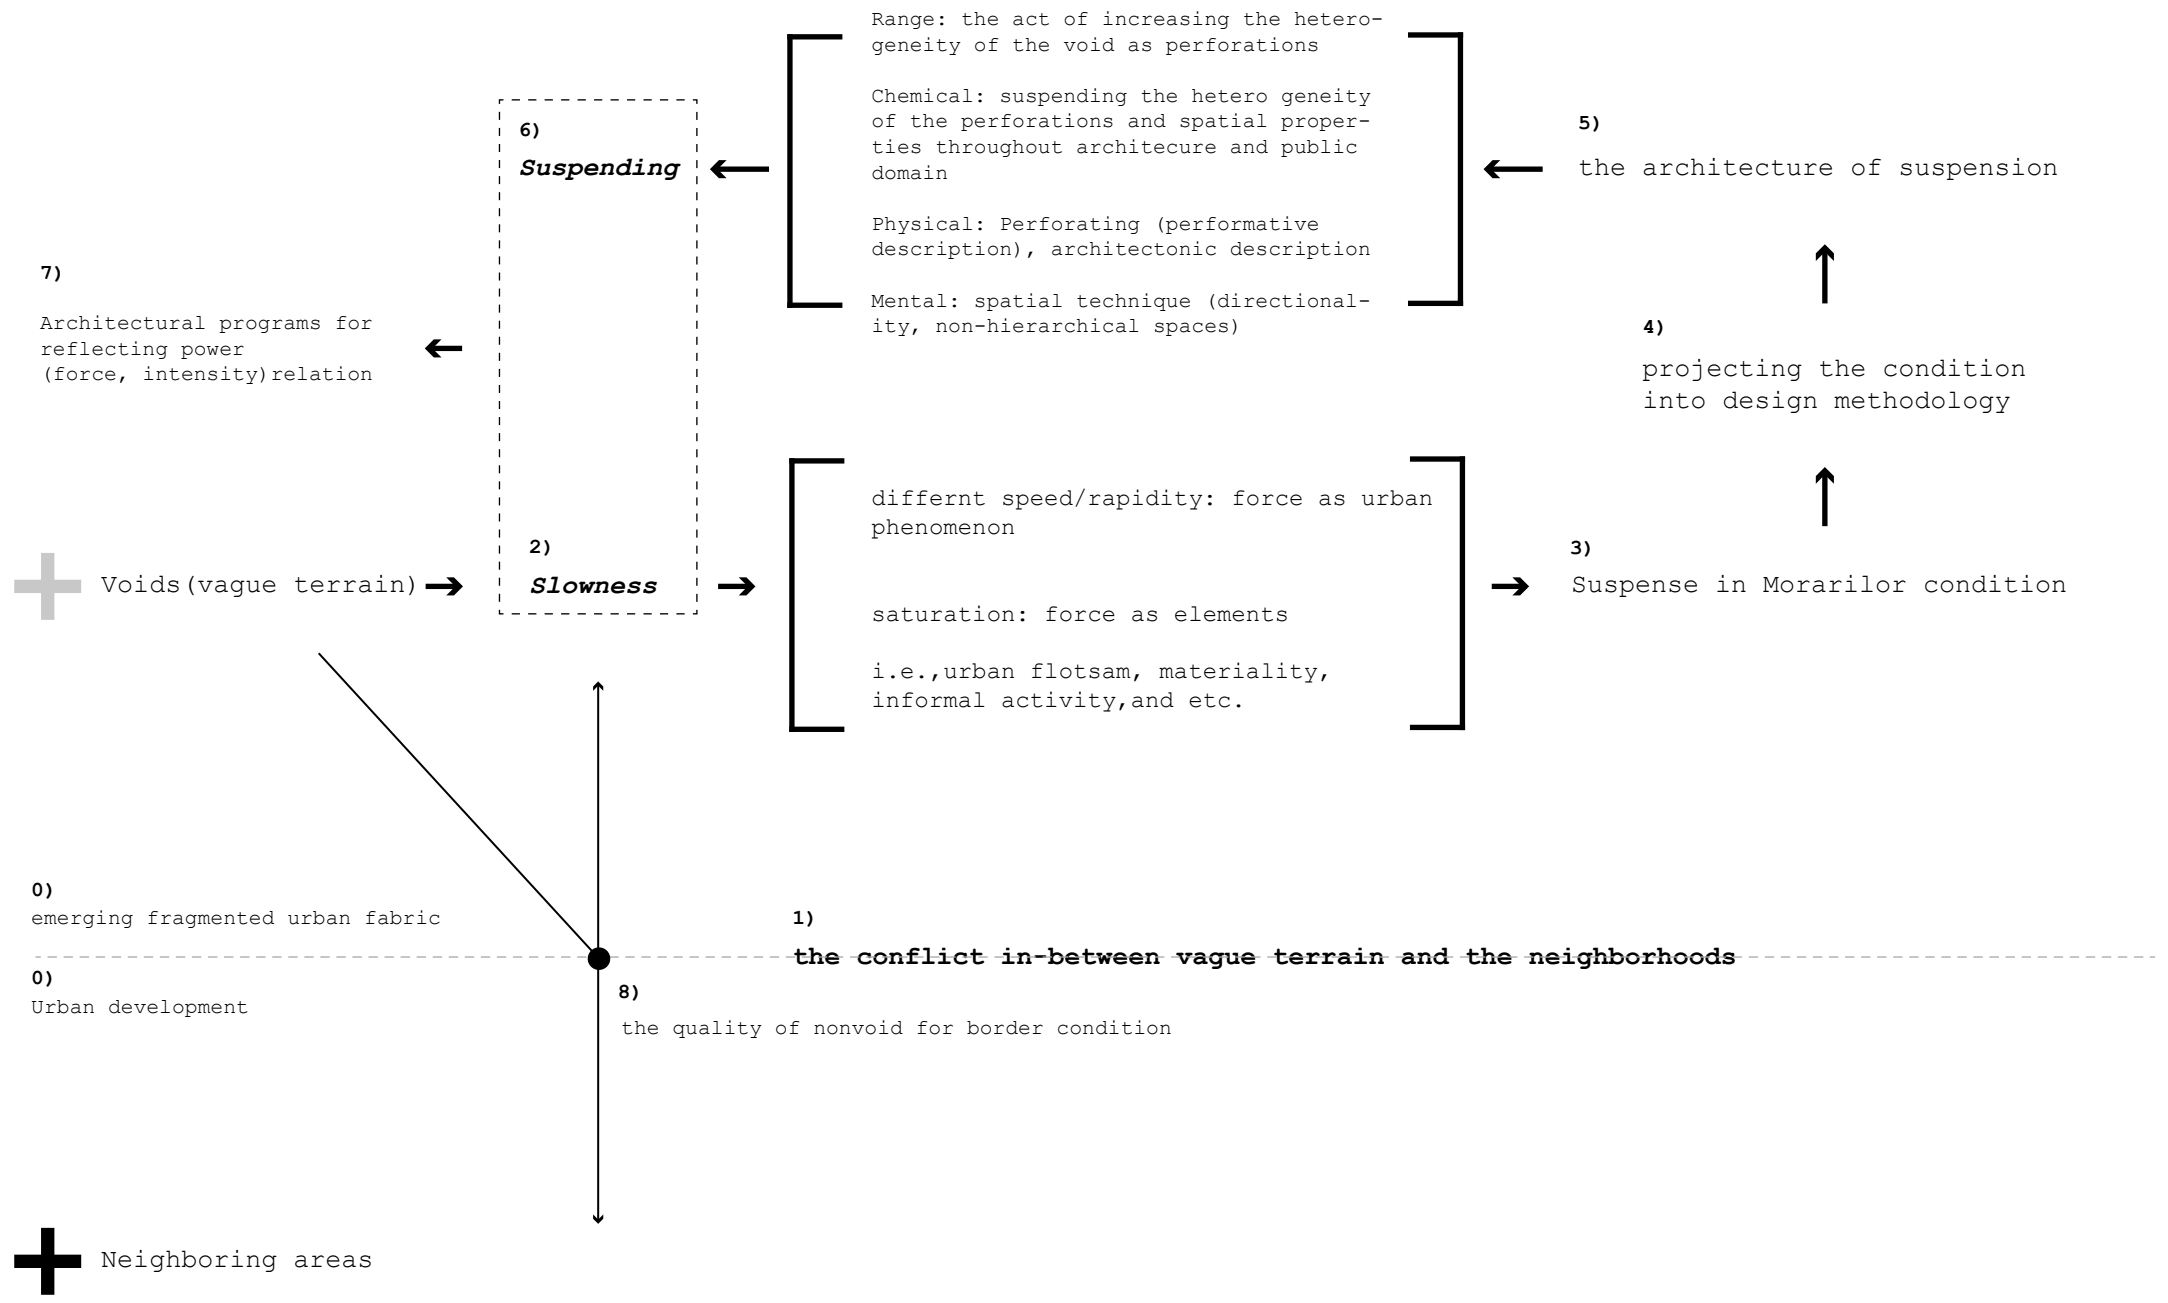 Range: the act of increasing the hetero-
geneity of the void as perforations
Chemical: suspending the hetero geneity
of the perforations and spatial proper-
ties throughout architecure and public
domain
Physical: Perforating (performative
description), architectonic description
Mental: spatial technique (directional-
ity, non-hierarchical spaces)
5)
the architecture of suspension
6)
Suspending
7)
Architectural programs for
reflecting power
(force, intensity)relation
4)
projecting the condition
into design methodology
differnt speed/rapidity: force as urban
phenomenon
saturation: force as elements
i.e.,urban flotsam, materiality,
informal activity,and etc.
2)
Slowness
Voids(vague terrain)
3)
Suspense in Morarilor condition
0)
emerging fragmented urban fabric
1)
the conflict in-between vague terrain and the neighborhoods
0)
Urban development
8)
the quality of nonvoid for border condition
Neighboring areas